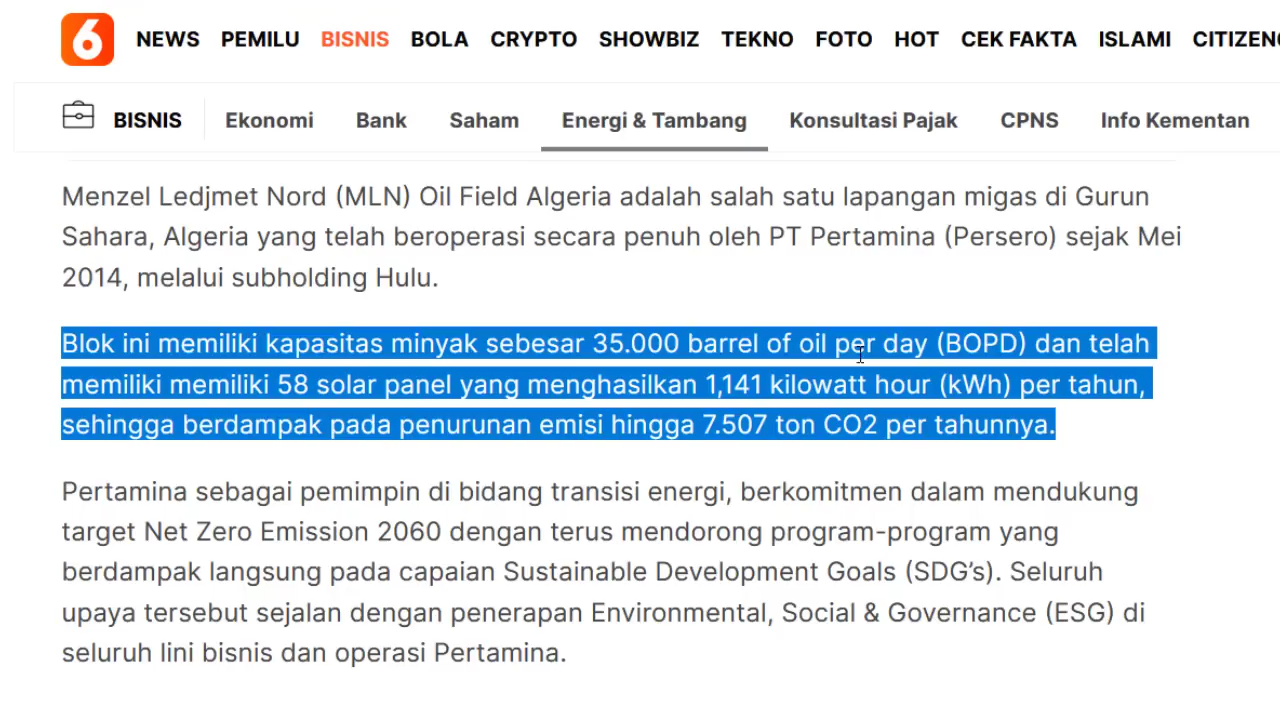 6 NEWS PEMILU BISNIS BOLA CRYPTO SHOWBIZ TEKNO FOTO HOT CEK FAKTA ISLAMI CITIZEN
BISNIS Ekonomi Bank Saham Energi & Tambang Konsultasi Pajak CPNS Info Kementan
Menzel Ledjmet Nord (MLN) Oil Field Algeria adalah salah satu lapangan migas di Gurun
Sahara, Algeria yang telah beroperasi secara penuh oleh PT Pertamina (Persero) sejak Mei
2014, melalui subholding Hulu.
Blok ini memiliki kapasitas minyak sebesar 35.000 barrel of oil per day (BOPD) dan telah
memiliki memiliki 58 solar panel yang menghasilkan 1,141 kilowatt hour (kWh) per tahun,
sehingga berdampak pada penurunan emisi hingga 7.507 ton CO2 per tahunnya.
Pertamina sebagai pemimpin di bidang transisi energi, berkomitmen dalam mendukung
target Net Zero Emission 2060 dengan terus mendorong program-program yang
berdampak langsung pada capaian Sustainable Development Goals (SDG’s). Seluruh
upaya tersebut sejalan dengan penerapan Environmental, Social & Governance (ESG) di
seluruh lini bisnis dan operasi Pertamina.